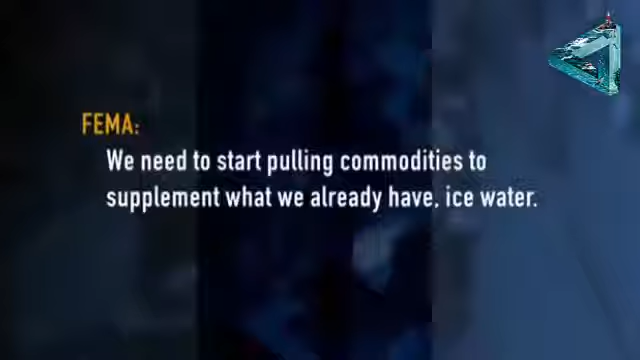 FEMA:
We need to start pulling commodities to
supplement what we already have, ice water.